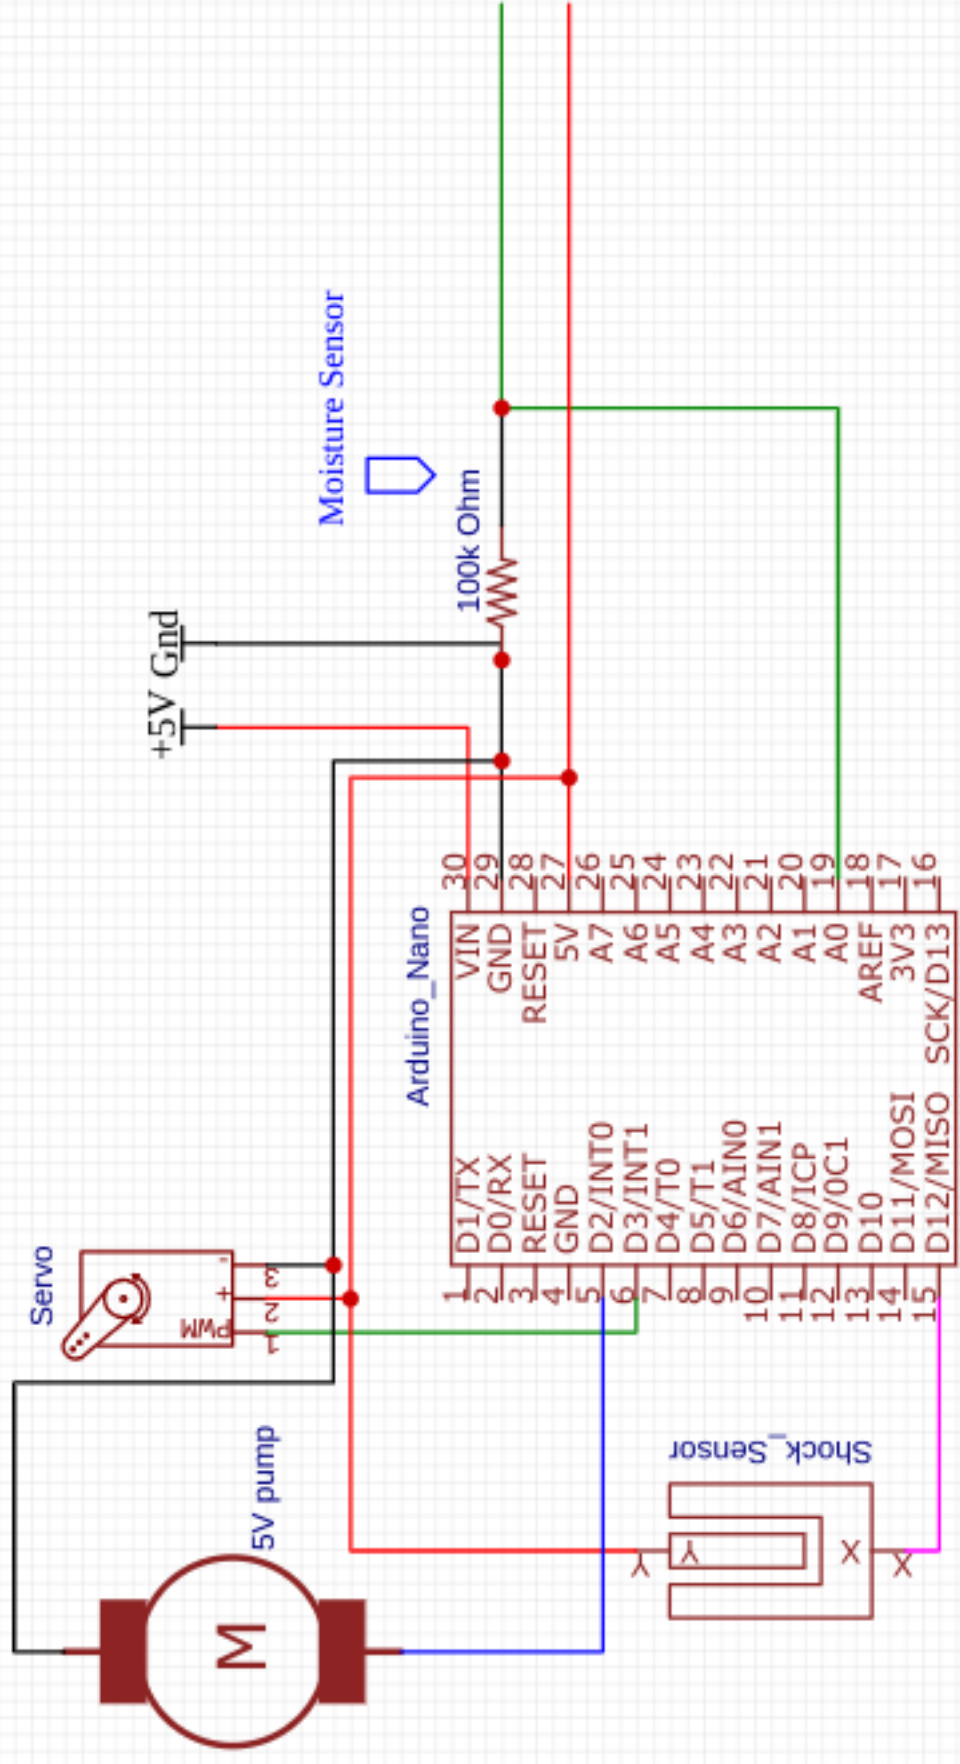 Moisture Sensor
100k Ohm
+5V Gnd
30
29
28
27
26
25
24
23
22
21
20
19
18
17
16
VIN
GND
RESET
5V
A7
A6
A5
A4
A3
A2
A1
A0
AREF
3V3
SCK/D13
Arduino_Nano
D1/TX
D0/RX
RESET
GND
D2/INT0
D3/INT1
D4/T0
D5/T1
D6/AIN0
D7/AIN1
D8/ICP
D9/0C1
D10
D11/MOSI
D12/MISO
1
2
3
4
5
6
7
8
9
10
11
12
13
14
15
Servo
-
+
PWM
3
2
1
5V pump
M
Shock_Sensor
Y
Y
X
X